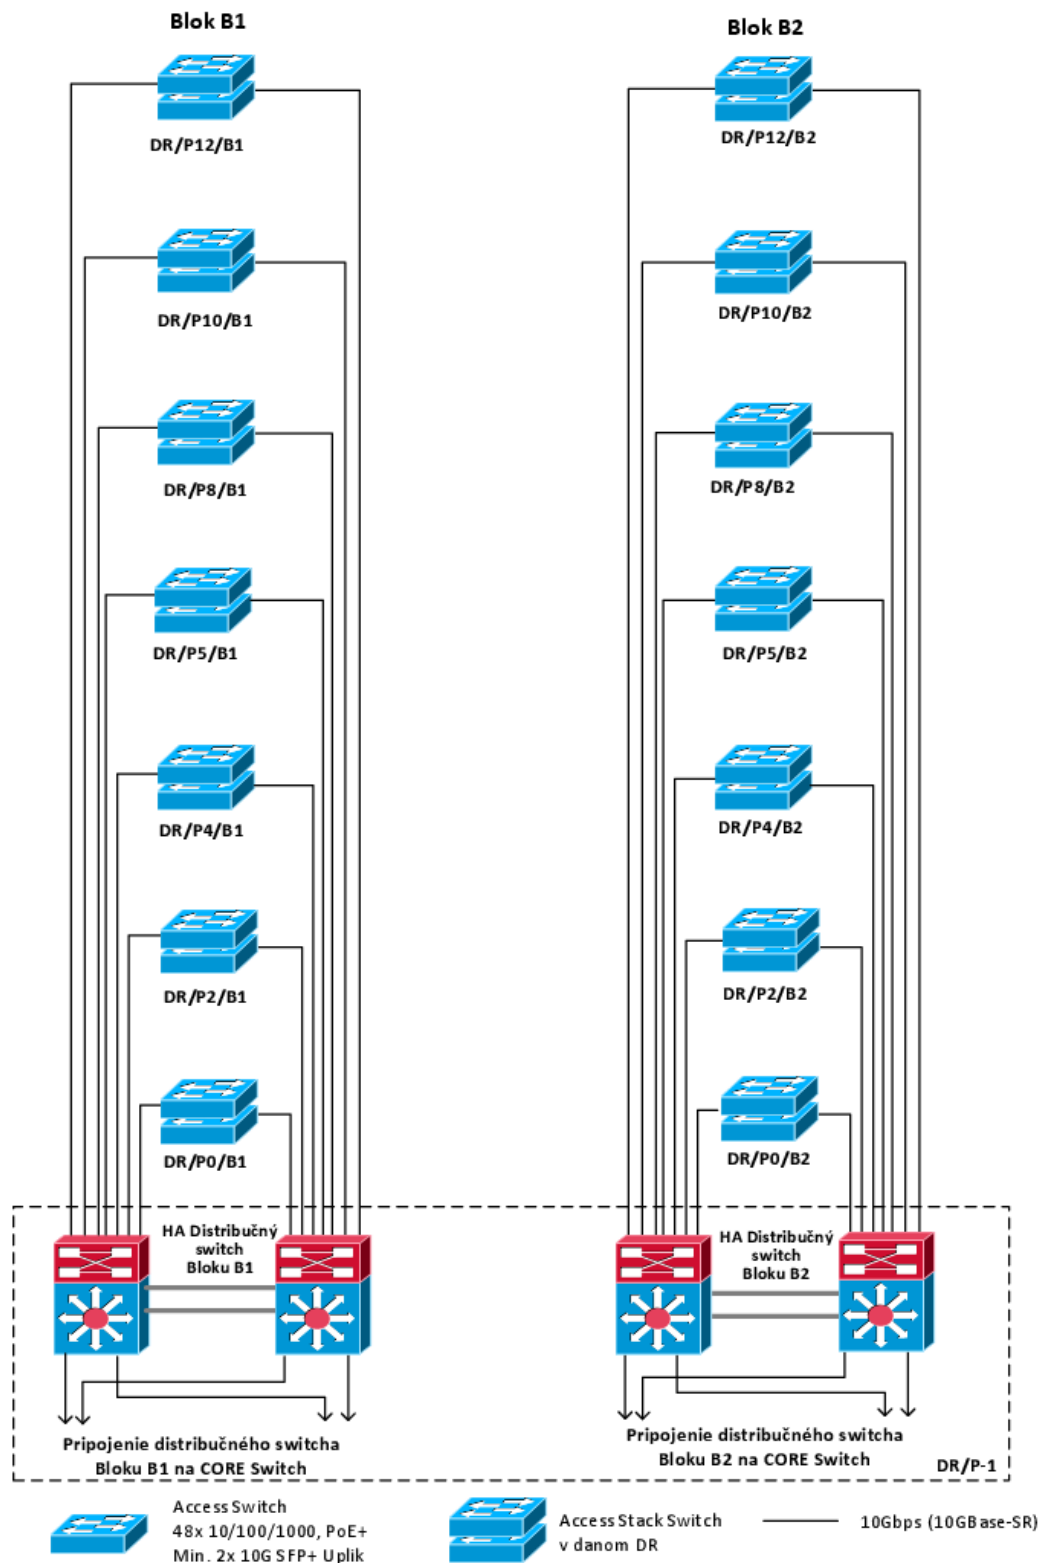 Blok B1
Blok B2
DR/P12/B1
DR/P12/B2
DR/P10/B1
DR/P10/B2
DR/P8/B1
DR/P8/B2
DR/P5/B1
DR/P5/B2
DR/P4/B1
DR/P4/B2
DR/P2/B1
DR/P2/B2
DR/P0/B1
DR/P0/B2
HA Distribučný
switch
Bloku B1
HA Distribučný
switch
Bloku B2
Pripojenie distribučného switcha
Bloku B1 na CORE Switch
Pripojenie distribučného switcha
Bloku B2 na CORE Switch
DR/P-1
Access Switch
48x 10/100/1000, PoE+
Min. 2x 10G SFP+ Uplik
Access Stack Switch
v danom DR
10Gbps (10GBase-SR)